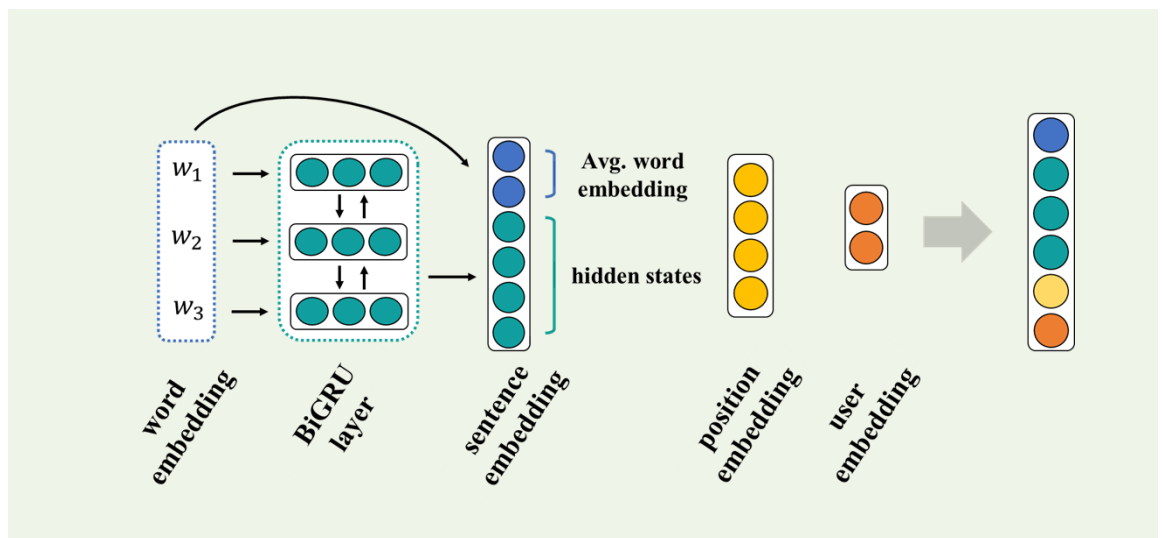 w₁
w₂
w₃
Avg. word
embedding
hidden states
word
embedding
BiGRU
layer
sentence
embedding
position
embedding
user
embedding